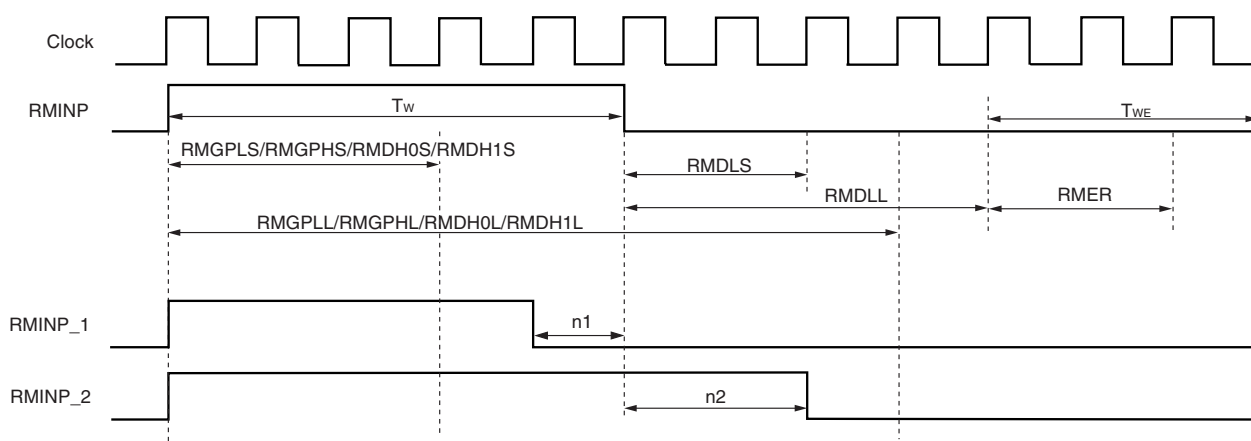 Clock
RMINP
Tw
TWE
RMGPLS/RMGPHS/RMDH0S/RMDH1S
RMDLS
RMDLL
RMER
RMGPLL/RMGPHL/RMDH0L/RMDH1L
RMINP_1
n1
RMINP_2
n2